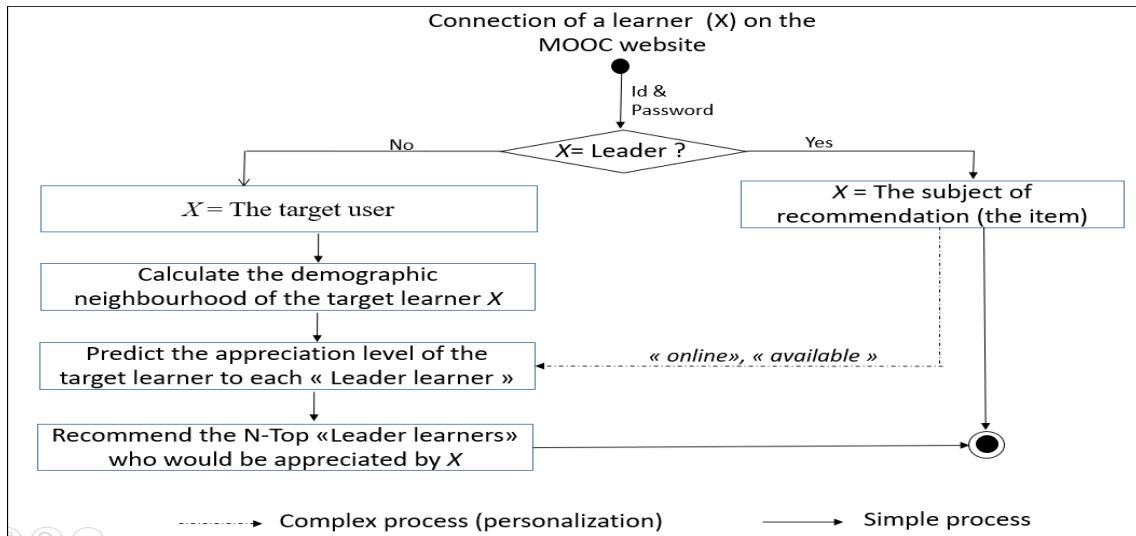 Connection of a learner (X) on the
MOOC website
Id &
Password
X= Leader ?
No
Yes
X = The target user
X = The subject of
recommendation (the item)
Calculate the demographic
neighbourhood of the target learner X
Predict the appreciation level of the
target learner to each « Leader learner »
« online», « available »
Recommend the N-Top «Leader learners»
who would be appreciated by X
Complex process (personalization)
Simple process